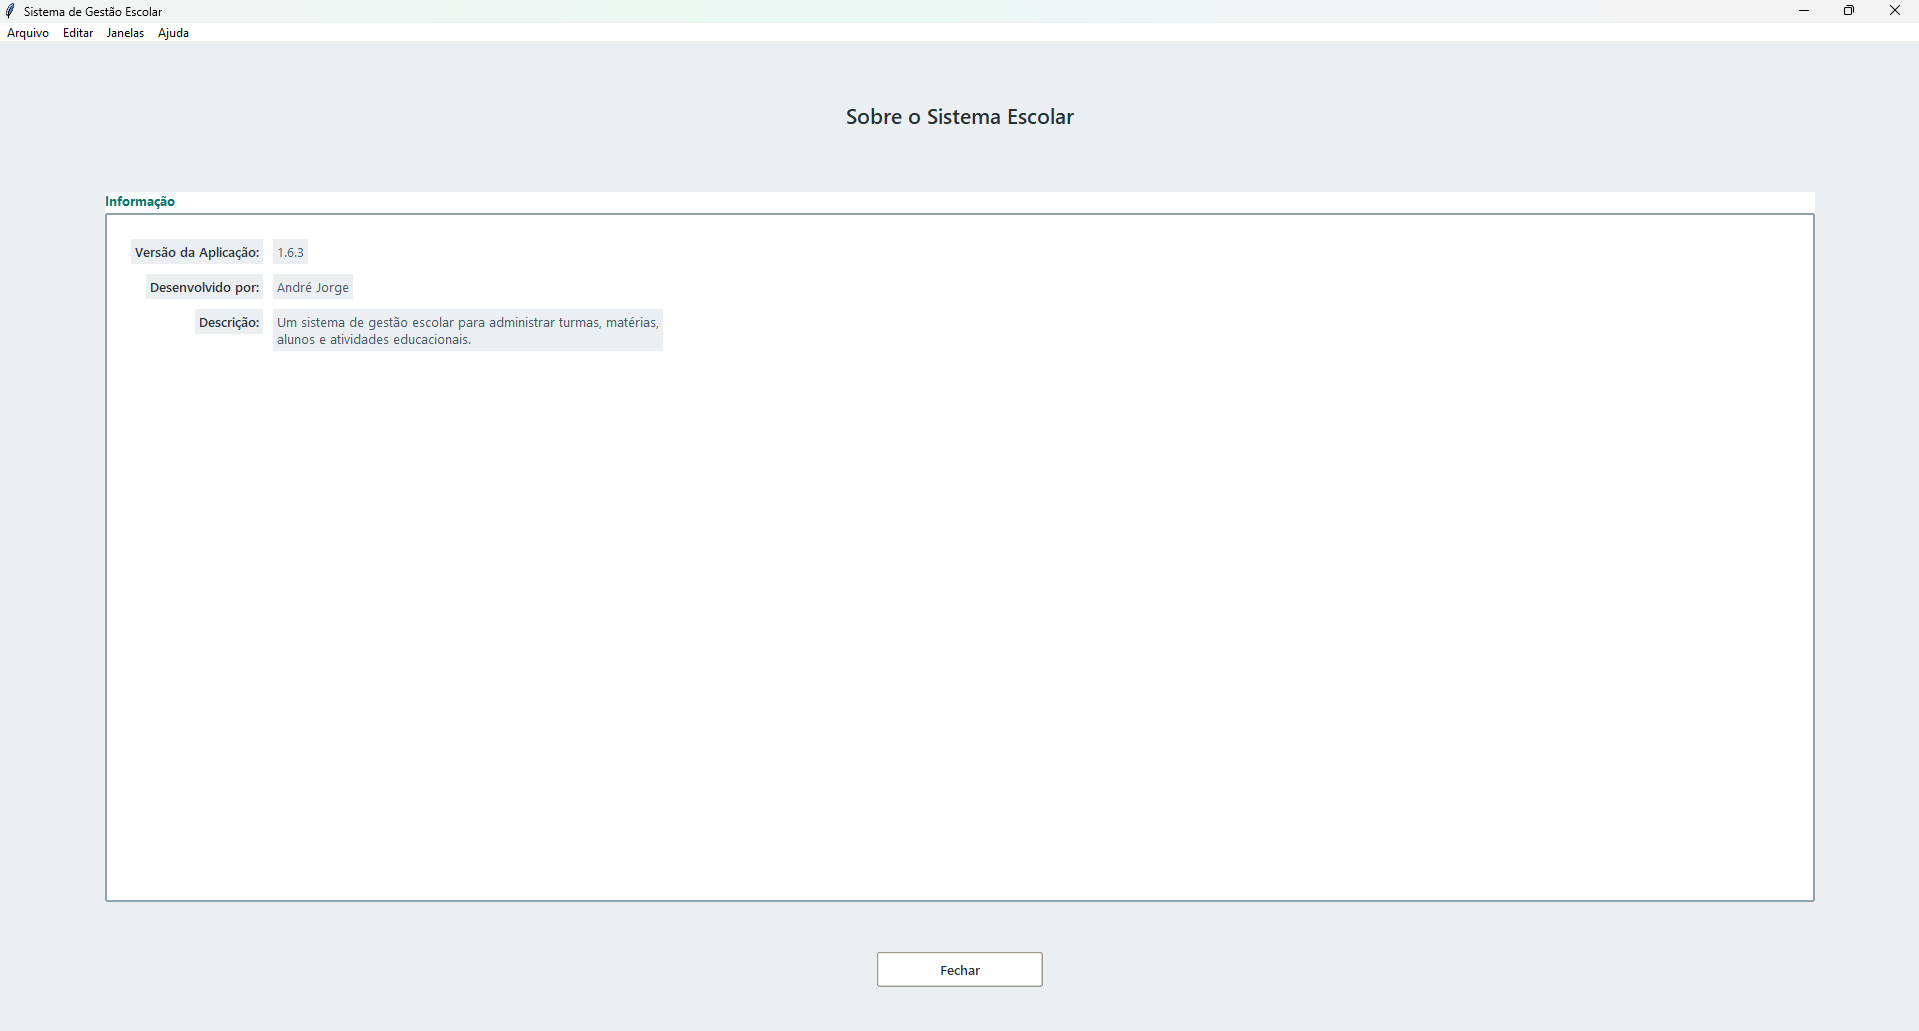 Sistema de Gestão Escolar
Arquivo Editar Janelas Ajuda
Sobre o Sistema Escolar
Informação
Versão da Aplicação: 1.6.3
Desenvolvido por: André Jorge
Descrição: Um sistema de gestão escolar para administrar turmas, matérias,
alunos e atividades educacionais.
Fechar